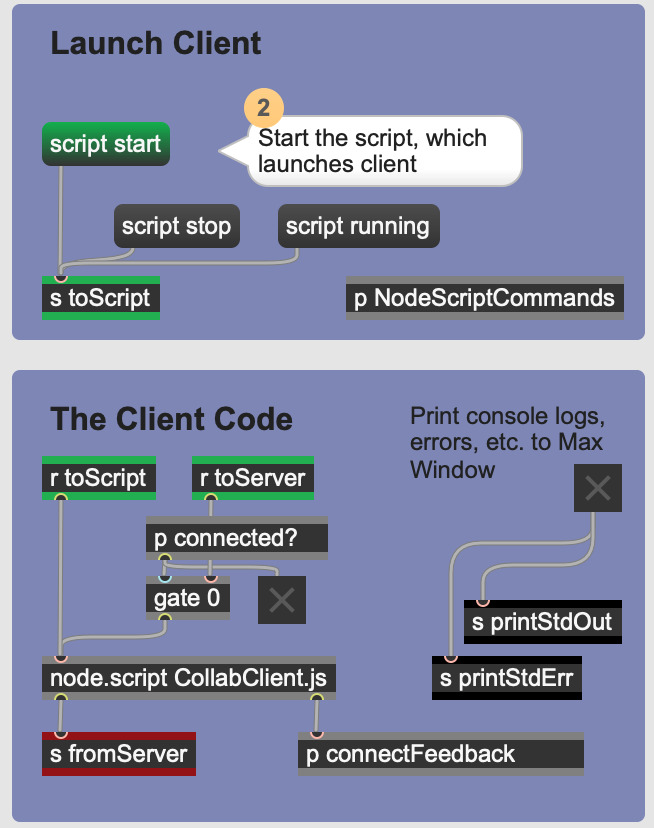 Launch Client
2
script start
Start the script, which
launches client
script stop
script running
s toScript
p NodeScriptCommands
The Client Code
Print console logs,
errors, etc. to Max
Window
r toScript
r toServer
p connected?
gate 0
s printStdOut
node.script CollabClient.js
s printStdErr
s fromServer
p connectFeedback